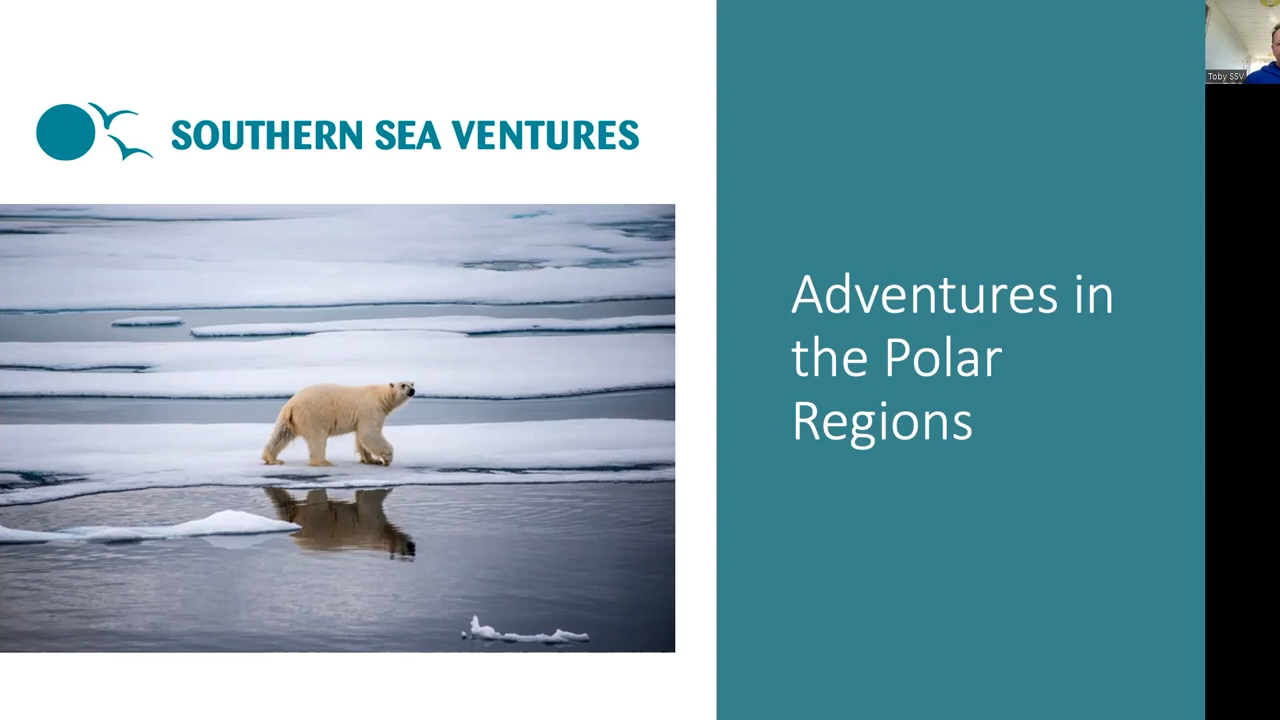 SOUTHERN SEA VENTURES
Adventures in
the Polar
Regions
Toby SSV